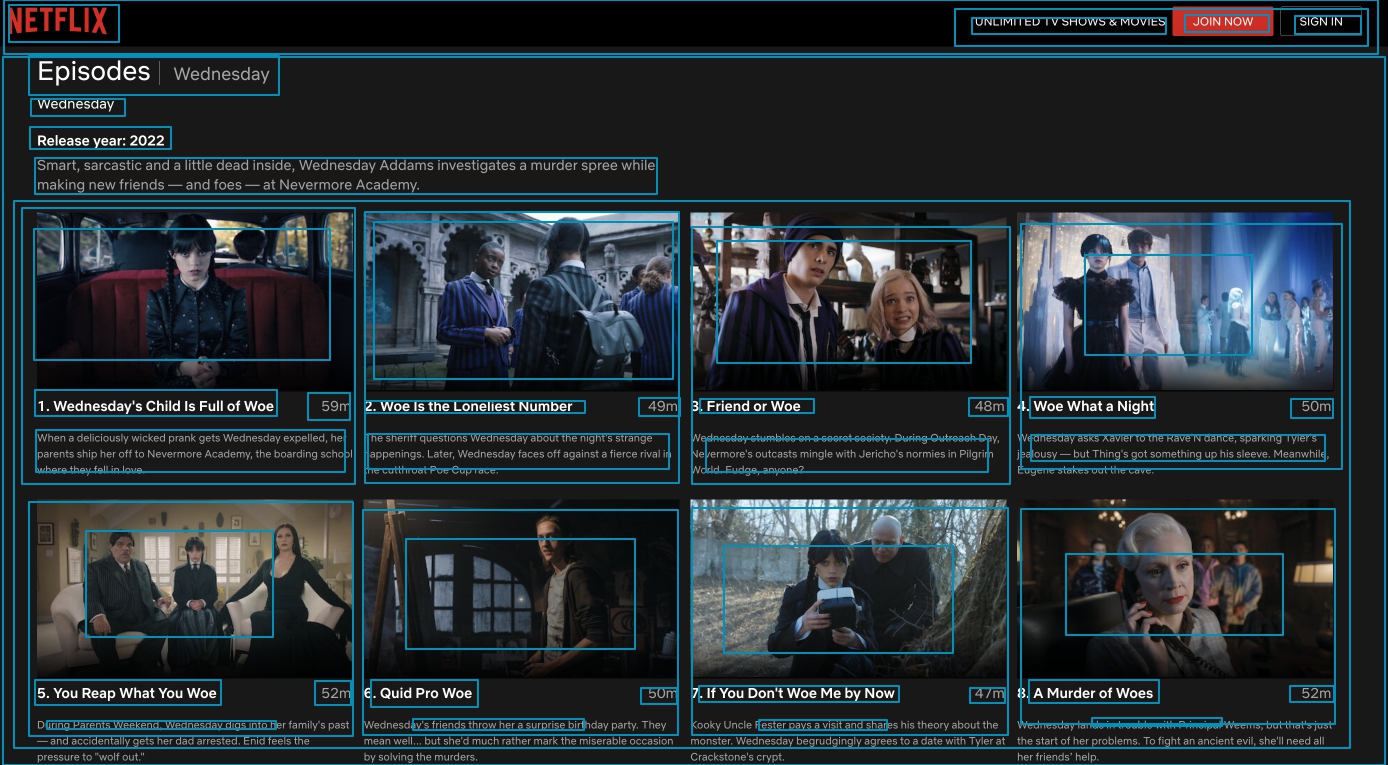 NETFLIX
UNLIMITED TV SHOWS & MOVIES
JOIN NOW
SIGN IN
Episodes
Wednesday
Wednesday
Release year: 2022
Smart, sarcastic and a little dead inside, Wednesday Addams investigates a murder spree while
making new friends — and foes — at Nevermore Academy.
1. Wednesday's Child Is Full of Woe
59m
When a deliciously wicked prank gets Wednesday expelled, her
parents ship her off to Nevermore Academy, the boarding school
where they fell in love.
2. Woe Is the Loneliest Number
49m
The sheriff questions Wednesday about the night's strange
happenings. Later, Wednesday faces off against a fierce rival in
the cutthroat Poe Cup race.
3. Friend or Woe
48m
Wednesday stumbles on a secret society. During Outreach Day,
Nevermore's outcasts mingle with Jericho's normies in Pilgrim
World. Fudge, anyone?
4. Woe What a Night
50m
Wednesday asks Xavier to the Rave'N dance, sparking Tyler's
jealousy — but Thing's got something up his sleeve. Meanwhile,
Eugene stakes out the cave.
5. You Reap What You Woe
52m
During Parents Weekend, Wednesday digs into her family's past
— and accidentally gets her dad arrested. Enid feels the
pressure to "wolf out."
6. Quid Pro Woe
50m
Wednesday's friends throw her a surprise birthday party. They
mean well... but she'd much rather mark the miserable occasion
by solving the murders.
7. If You Don't Woe Me by Now
47m
Kooky Uncle Fester pays a visit and shares his theory about the
monster. Wednesday begrudgingly agrees to a date with Tyler at
Crackstone's crypt.
8. A Murder of Woes
52m
Wednesday lands in trouble with Principal Weems, but that's just
the start of her problems. To fight an ancient evil, she'll need all
her friends' help.